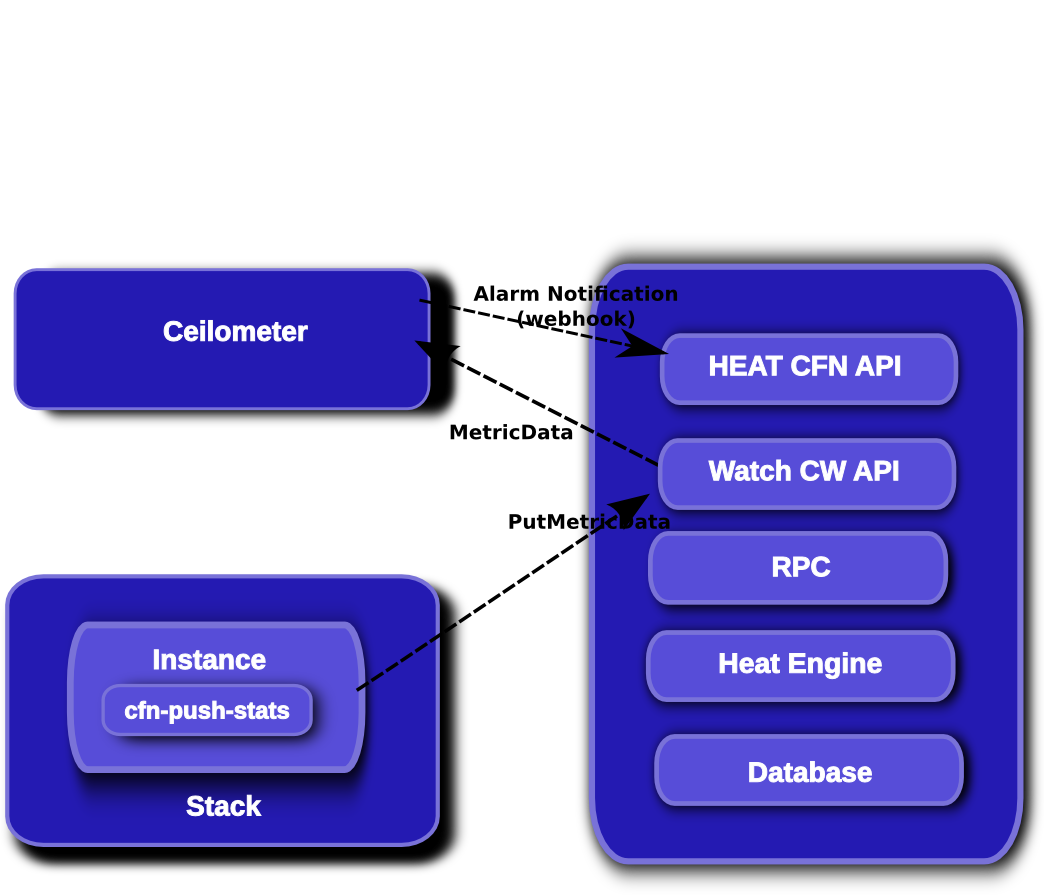 Alarm Notification
(webhook)
Ceilometer
HEAT CFN API
MetricData
Watch CW API
PutMetricData
RPC
Instance
Heat Engine
cfn-push-stats
Database
Stack